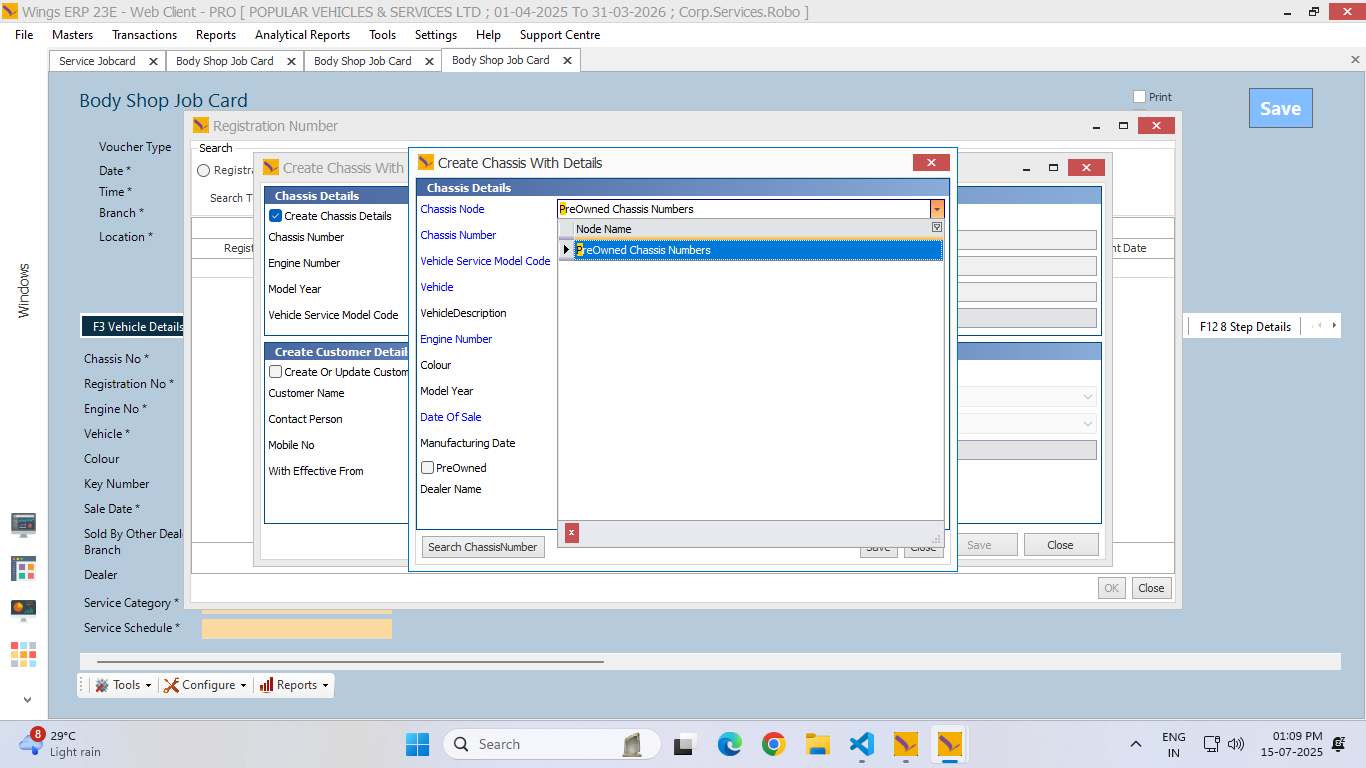 Wings ERP 23E - Web Client - PRO [ POPULAR VEHICLES & SERVICES LTD ; 01-04-2025 To 31-03-2026 ; Corp.Services.Robo ]
File Masters Transactions Reports Analytical Reports Tools Settings Help Support Centre
Service Jobcard Body Shop Job Card Body Shop Job Card Body Shop Job Card
Body Shop Job Card
Print
Save
Voucher Type
Date *
Time *
Branch *
Location *
Windows
F3 Vehicle Details
F12 8 Step Details
Chassis No *
Registration No *
Engine No *
Vehicle *
Colour
Key Number
Sale Date *
Sold By Other Deal
Branch
Dealer
Service Category *
Service Schedule *
Registration Number
Search
Registra
Search T
Regist
nt Date
OK Close
Create Chassis With
Chassis Details
Create Chassis Details
Chassis Number
Engine Number
Model Year
Vehicle Service Model Code
Create Customer Detail
Create Or Update Custom
Customer Name
Contact Person
Mobile No
With Effective From
Save Close
Create Chassis With Details
Chassis Details
Chassis Node PreOwned Chassis Numbers
Node Name
PreOwned Chassis Numbers
Chassis Number
Vehicle Service Model Code
Vehicle
VehicleDescription
Engine Number
Colour
Model Year
Date Of Sale
Manufacturing Date
PreOwned
Dealer Name
Search ChassisNumber
Save Close
Tools Configure Reports
8
29°C
Light rain
Search
ENG
IN
01:09 PM
15-07-2025